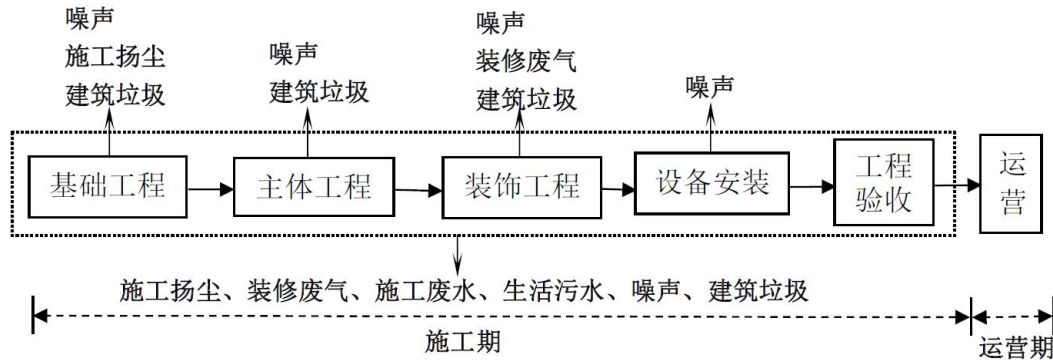 噪声
施工扬尘
建筑垃圾
噪声
建筑垃圾
噪声
装修废气
建筑垃圾
噪声
基础工程
主体工程
装饰工程
设备安装
工程
验收
运
营
施工扬尘、装修废气、施工废水、生活污水、噪声、建筑垃圾
施工期
运营期